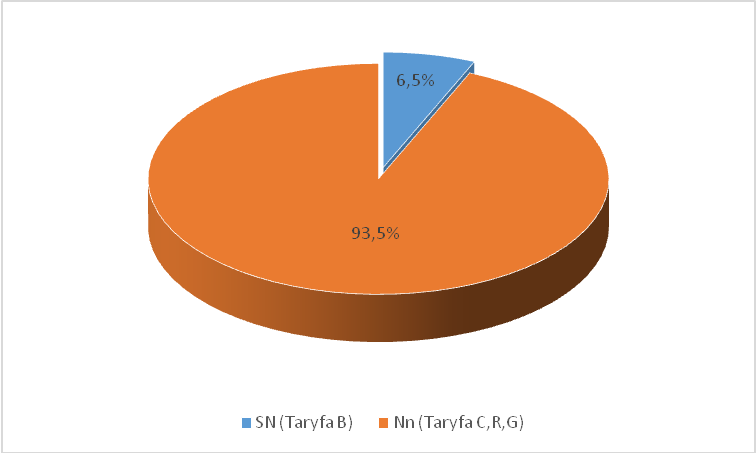 6,5%
93,5%
SN (Taryfa B) Nn (Taryfa C,R,G)